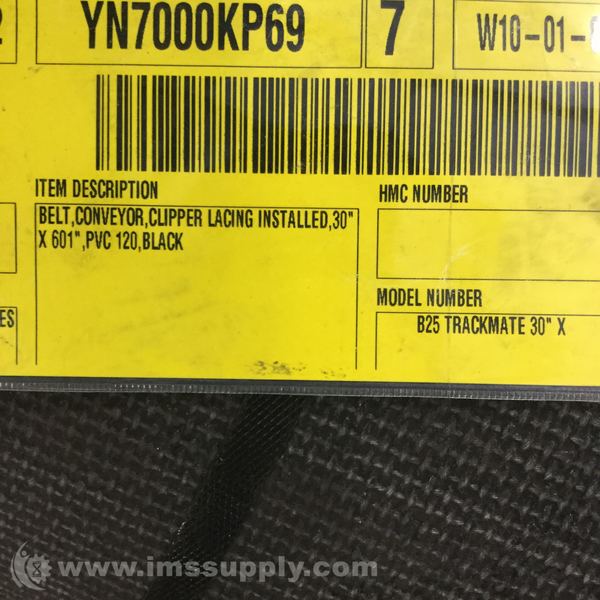 YN7000KP69
7
W10-01-
ITEM DESCRIPTION
BELT,CONVEYOR,CLIPPER LACING INSTALLED,30"
X 601",PVC 120,BLACK
HMC NUMBER
MODEL NUMBER
B25 TRACKMATE 30" X
ES
www.imssupply.com